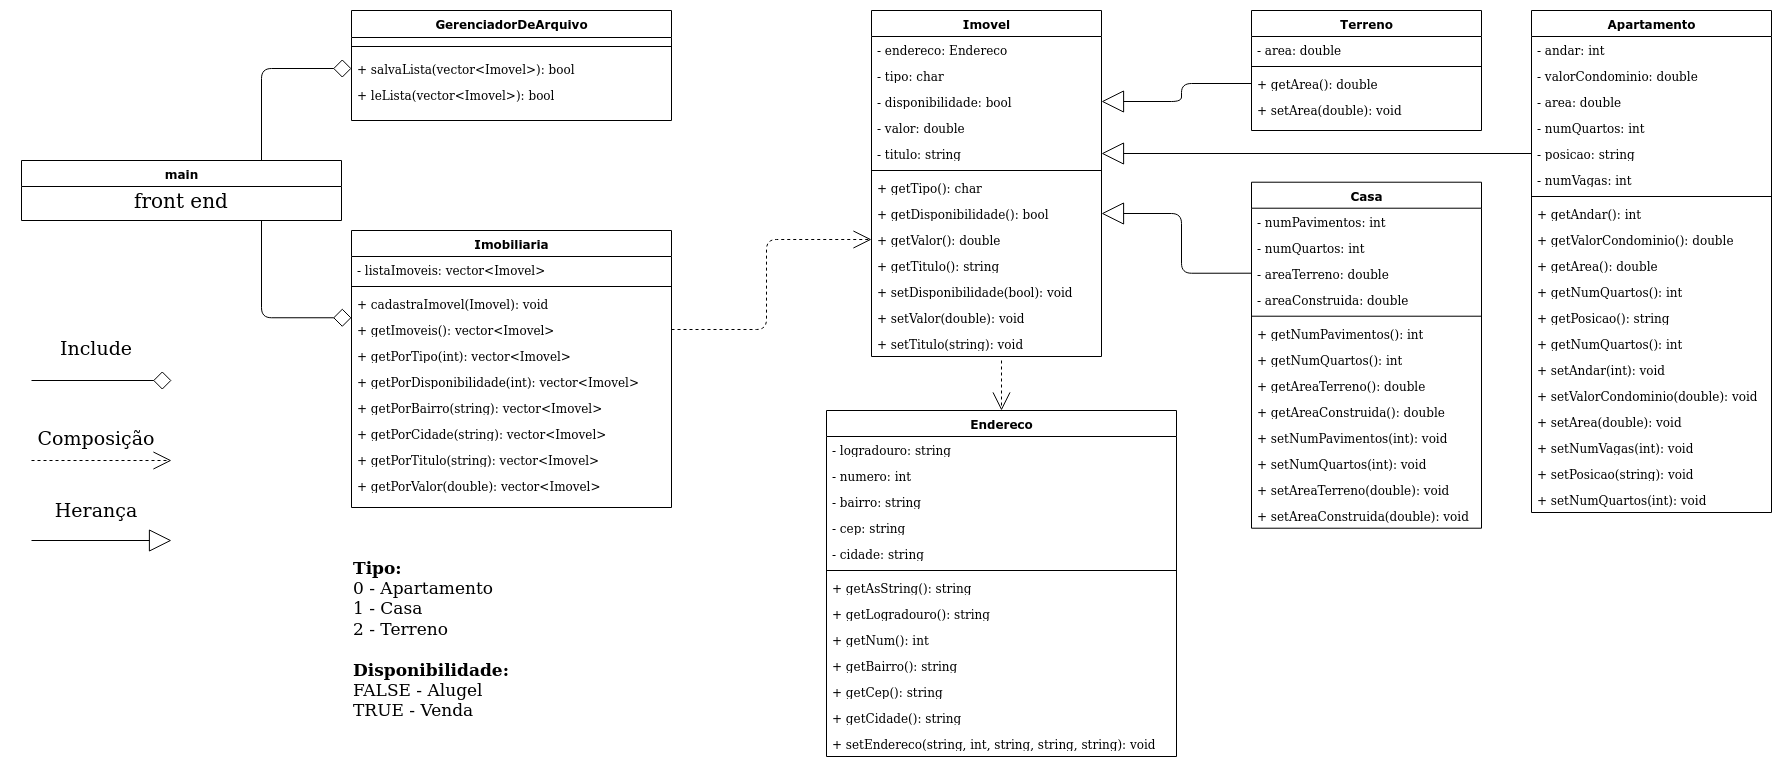 GerenciadorDeArquivo
+ salvaLista(vector<Imovel>): bool
+ leLista(vector<Imovel>): bool
main
front end
Imobiliaria
- listaImoveis: vector<Imovel>
+ cadastraImovel(Imovel): void
+ getImoveis(): vector<Imovel>
+ getPorTipo(int): vector<Imovel>
+ getPorDisponibilidade(int): vector<Imovel>
+ getPorBairro(string): vector<Imovel>
+ getPorCidade(string): vector<Imovel>
+ getPorTitulo(string): vector<Imovel>
+ getPorValor(double): vector<Imovel>
Include
Composição
Herança
Tipo:
0 - Apartamento
1 - Casa
2 - Terreno
Disponibilidade:
FALSE - Alugel
TRUE - Venda
Imovel
- endereco: Endereco
- tipo: char
- disponibilidade: bool
- valor: double
- titulo: string
+ getTipo(): char
+ getDisponibilidade(): bool
+ getValor(): double
+ getTitulo(): string
+ setDisponibilidade(bool): void
+ setValor(double): void
+ setTitulo(string): void
Endereco
- logradouro: string
- numero: int
- bairro: string
- cep: string
- cidade: string
+ getAsString(): string
+ getLogradouro(): string
+ getNum(): int
+ getBairro(): string
+ getCep(): string
+ getCidade(): string
+ setEndereco(string, int, string, string, string): void
Terreno
- area: double
+ getArea(): double
+ setArea(double): void
Casa
- numPavimentos: int
- numQuartos: int
- areaTerreno: double
- areaConstruida: double
+ getNumPavimentos(): int
+ getNumQuartos(): int
+ getAreaTerreno(): double
+ getAreaConstruida(): double
+ setNumPavimentos(int): void
+ setNumQuartos(int): void
+ setAreaTerreno(double): void
+ setAreaConstruida(double): void
Apartamento
- andar: int
- valorCondominio: double
- area: double
- numQuartos: int
- posicao: string
- numVagas: int
+ getAndar(): int
+ getValorCondominio(): double
+ getArea(): double
+ getNumQuartos(): int
+ getPosicao(): string
+ getNumQuartos(): int
+ setAndar(int): void
+ setValorCondominio(double): void
+ setArea(double): void
+ setNumVagas(int): void
+ setPosicao(string): void
+ setNumQuartos(int): void